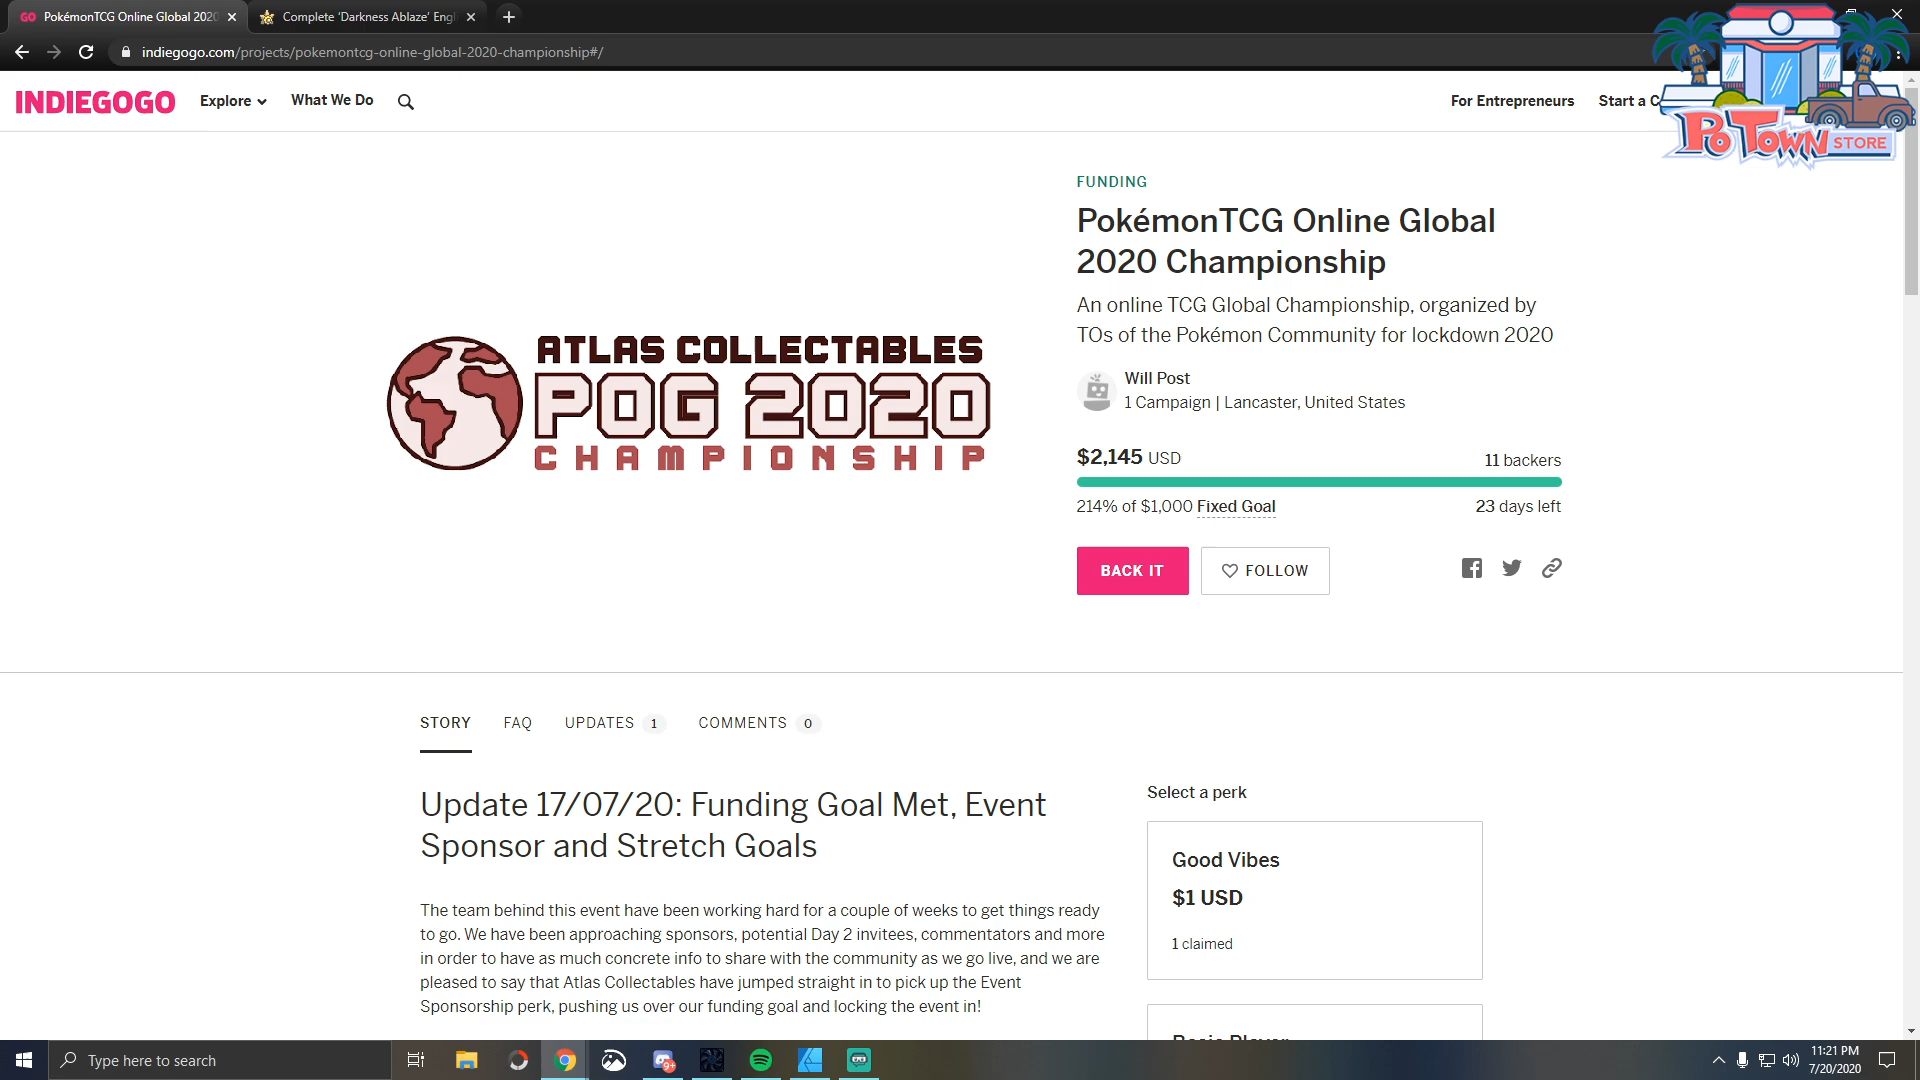 GO PokémonTCG Online Global 2020
Complete 'Darkness Ablaze' Engl
indiegogo.com/projects/pokemontcg-online-global-2020-championship#/
INDIEGOGO
Explore
What We Do
For Entrepreneurs
Start a C
PoTown STORE
FUNDING
PokémonTCG Online Global
2020 Championship
An online TCG Global Championship, organized by
TOs of the Pokémon Community for lockdown 2020
Will Post
1 Campaign | Lancaster, United States
$2,145 USD
11 backers
214% of $1,000 Fixed Goal
23 days left
BACK IT
FOLLOW
ATLAS COLLECTABLES
POG 2020
CHAMPIONSHIP
STORY
FAQ
UPDATES 1
COMMENTS 0
Update 17/07/20: Funding Goal Met, Event
Sponsor and Stretch Goals
The team behind this event have been working hard for a couple of weeks to get things ready
to go. We have been approaching sponsors, potential Day 2 invitees, commentators and more
in order to have as much concrete info to share with the community as we go live, and we are
pleased to say that Atlas Collectables have jumped straight in to pick up the Event
Sponsorship perk, pushing us over our funding goal and locking the event in!
Select a perk
Good Vibes
$1 USD
1 claimed
Basic Player
Type here to search
9+
11:21 PM
7/20/2020